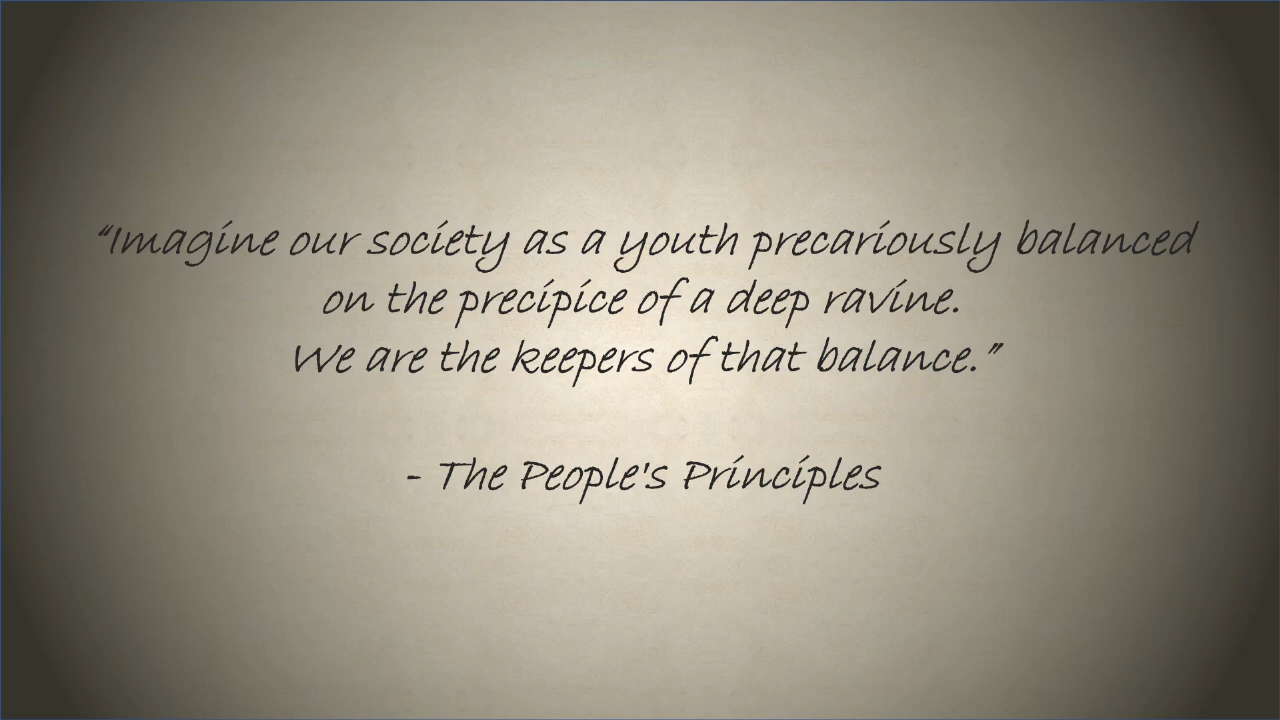 “Imagine our society as a youth precariously balanced
on the precipice of a deep ravine.
We are the keepers of that balance.”
- The People's Principles